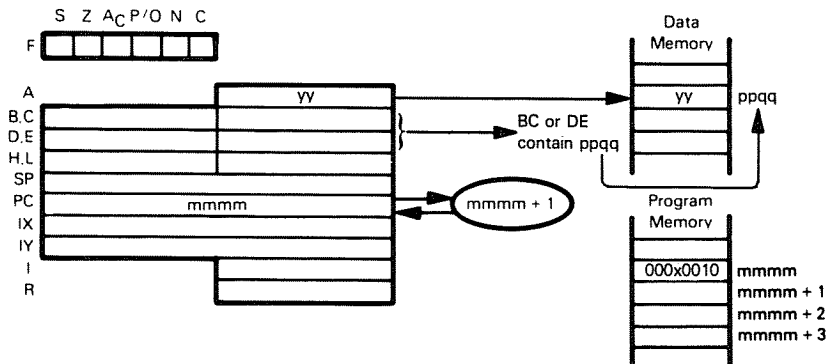 S Z AC P/O N C
F
Data
Memory
A
yy
yy
ppqq
B,C
D,E
H,L
BC or DE
contain ppqq
SP
PC
mmmm
mmmm + 1
IX
IY
I
R
Program
Memory
000x0010
mmmm
mmmm + 1
mmmm + 2
mmmm + 3